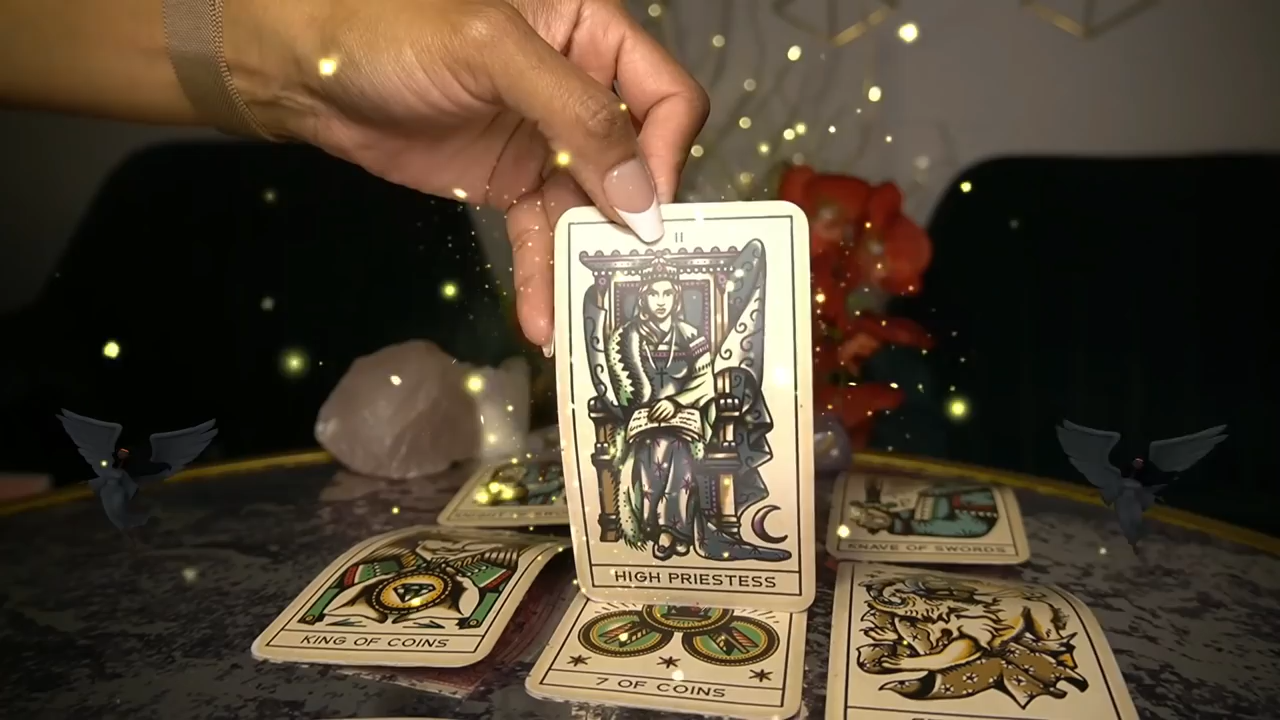 II
HIGH PRIESTESS
KNAVE OF SWORDS
KING OF COINS
7 OF COINS